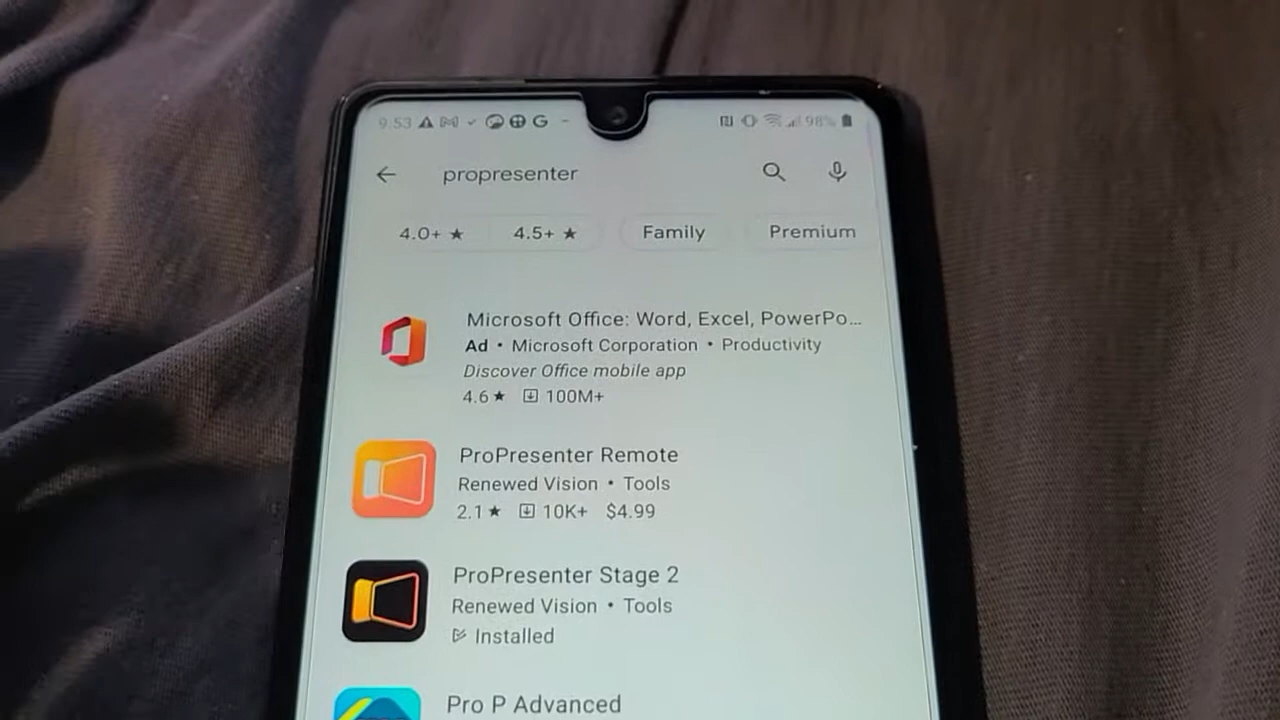 9.53 G - 98%
propresenter
4.0+ ★ 4.5+ ★ Family Premium
Microsoft Office: Word, Excel, PowerPo...
Ad • Microsoft Corporation • Productivity
Discover Office mobile app
4.6 ★ 100M+
ProPresenter Remote
Renewed Vision • Tools
2.1 ★ 10K+ $4.99
ProPresenter Stage 2
Renewed Vision • Tools
Installed
Pro P Advanced